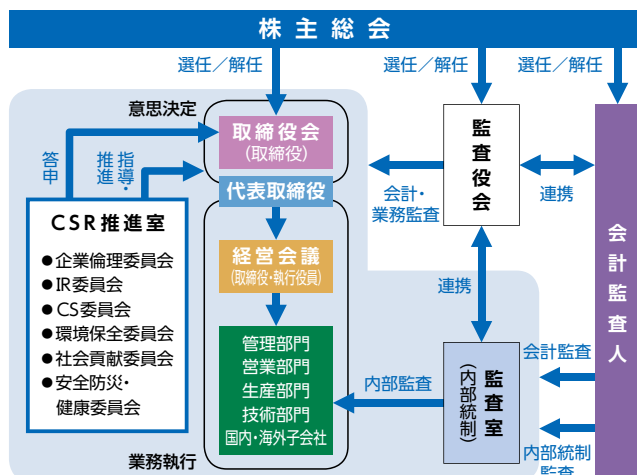 株主総会
選任／解任
選任／解任
選任／解任
意思決定
取締役会
(取締役)
代表取締役
経営会議
(取締役・執行役員)
管理部門
営業部門
生産部門
技術部門
国内・海外子会社
業務執行
答申
指導・
推進
CSR推進室
●企業倫理委員会
●IR委員会
●CS委員会
●環境保全委員会
●社会貢献委員会
●安全防災・
健康委員会
監査役会
会計・
業務監査
連携
連携
会計監査人
内部監査
監査室
(内部統制)
会計監査
内部統制
監査